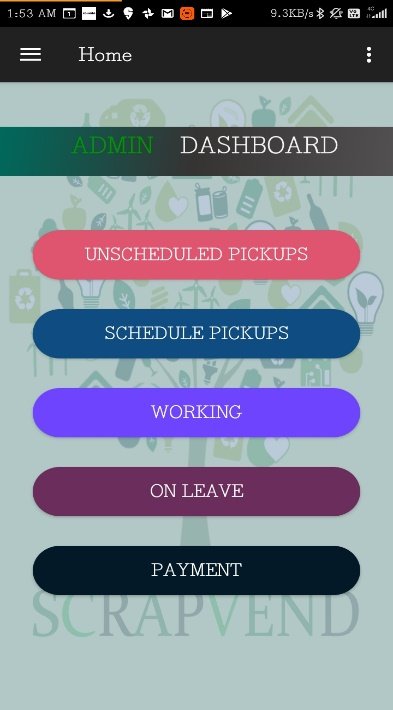 1:53 AM 9.3KB/s
Home
ADMIN DASHBOARD
UNSCHEDULED PICKUPS
SCHEDULE PICKUPS
WORKING
ON LEAVE
PAYMENT
SCRAPVEND